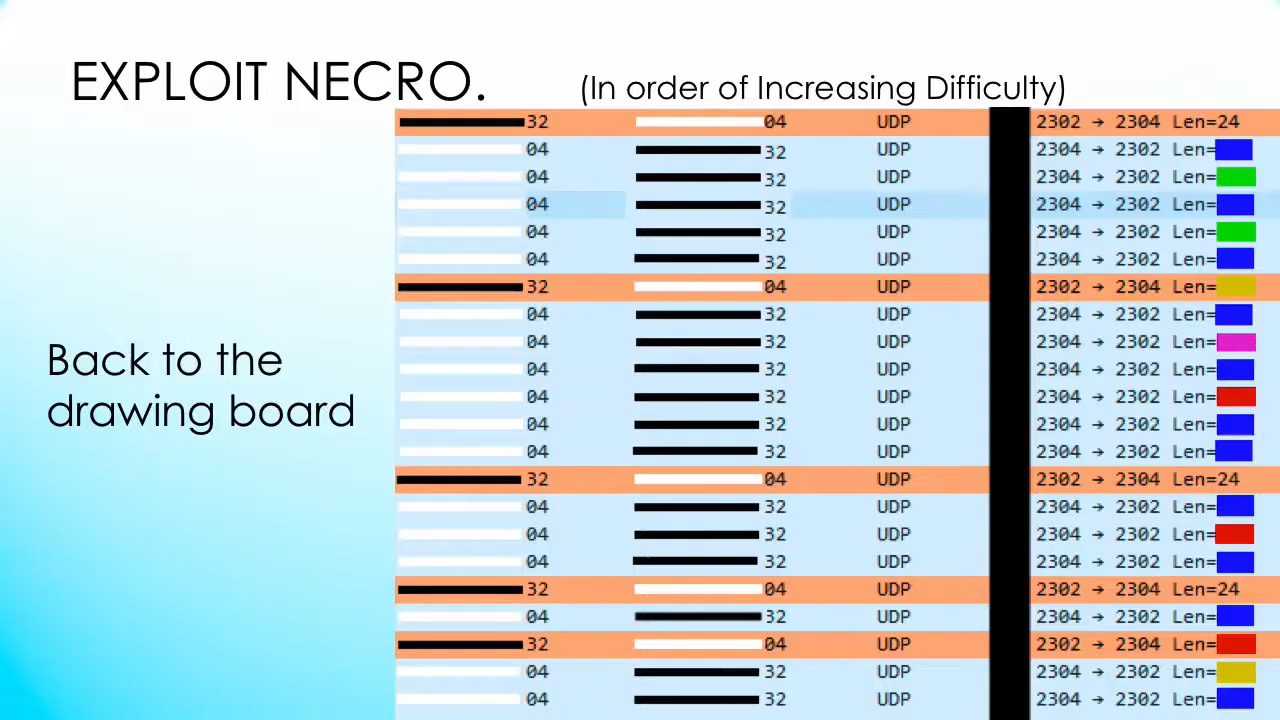 EXPLOIT NECRO. (In order of Increasing Difficulty)
Back to the
drawing board
32 04 UDP 2302 → 2304 Len=24
04 32 UDP 2304 → 2302 Len=
04 32 UDP 2304 → 2302 Len=
04 32 UDP 2304 → 2302 Len=
04 32 UDP 2304 → 2302 Len=
04 32 UDP 2304 → 2302 Len=
32 04 UDP 2302 → 2304 Len=
04 32 UDP 2304 → 2302 Len=
04 32 UDP 2304 → 2302 Len=
04 32 UDP 2304 → 2302 Len=
04 32 UDP 2304 → 2302 Len=
04 32 UDP 2304 → 2302 Len=
04 32 UDP 2304 → 2302 Len=
32 04 UDP 2302 → 2304 Len=24
04 32 UDP 2304 → 2302 Len=
04 32 UDP 2304 → 2302 Len=
04 32 UDP 2304 → 2302 Len=
32 04 UDP 2302 → 2304 Len=24
04 32 UDP 2304 → 2302 Len=
32 04 UDP 2302 → 2304 Len=
04 32 UDP 2304 → 2302 Len=
04 32 UDP 2304 → 2302 Len=